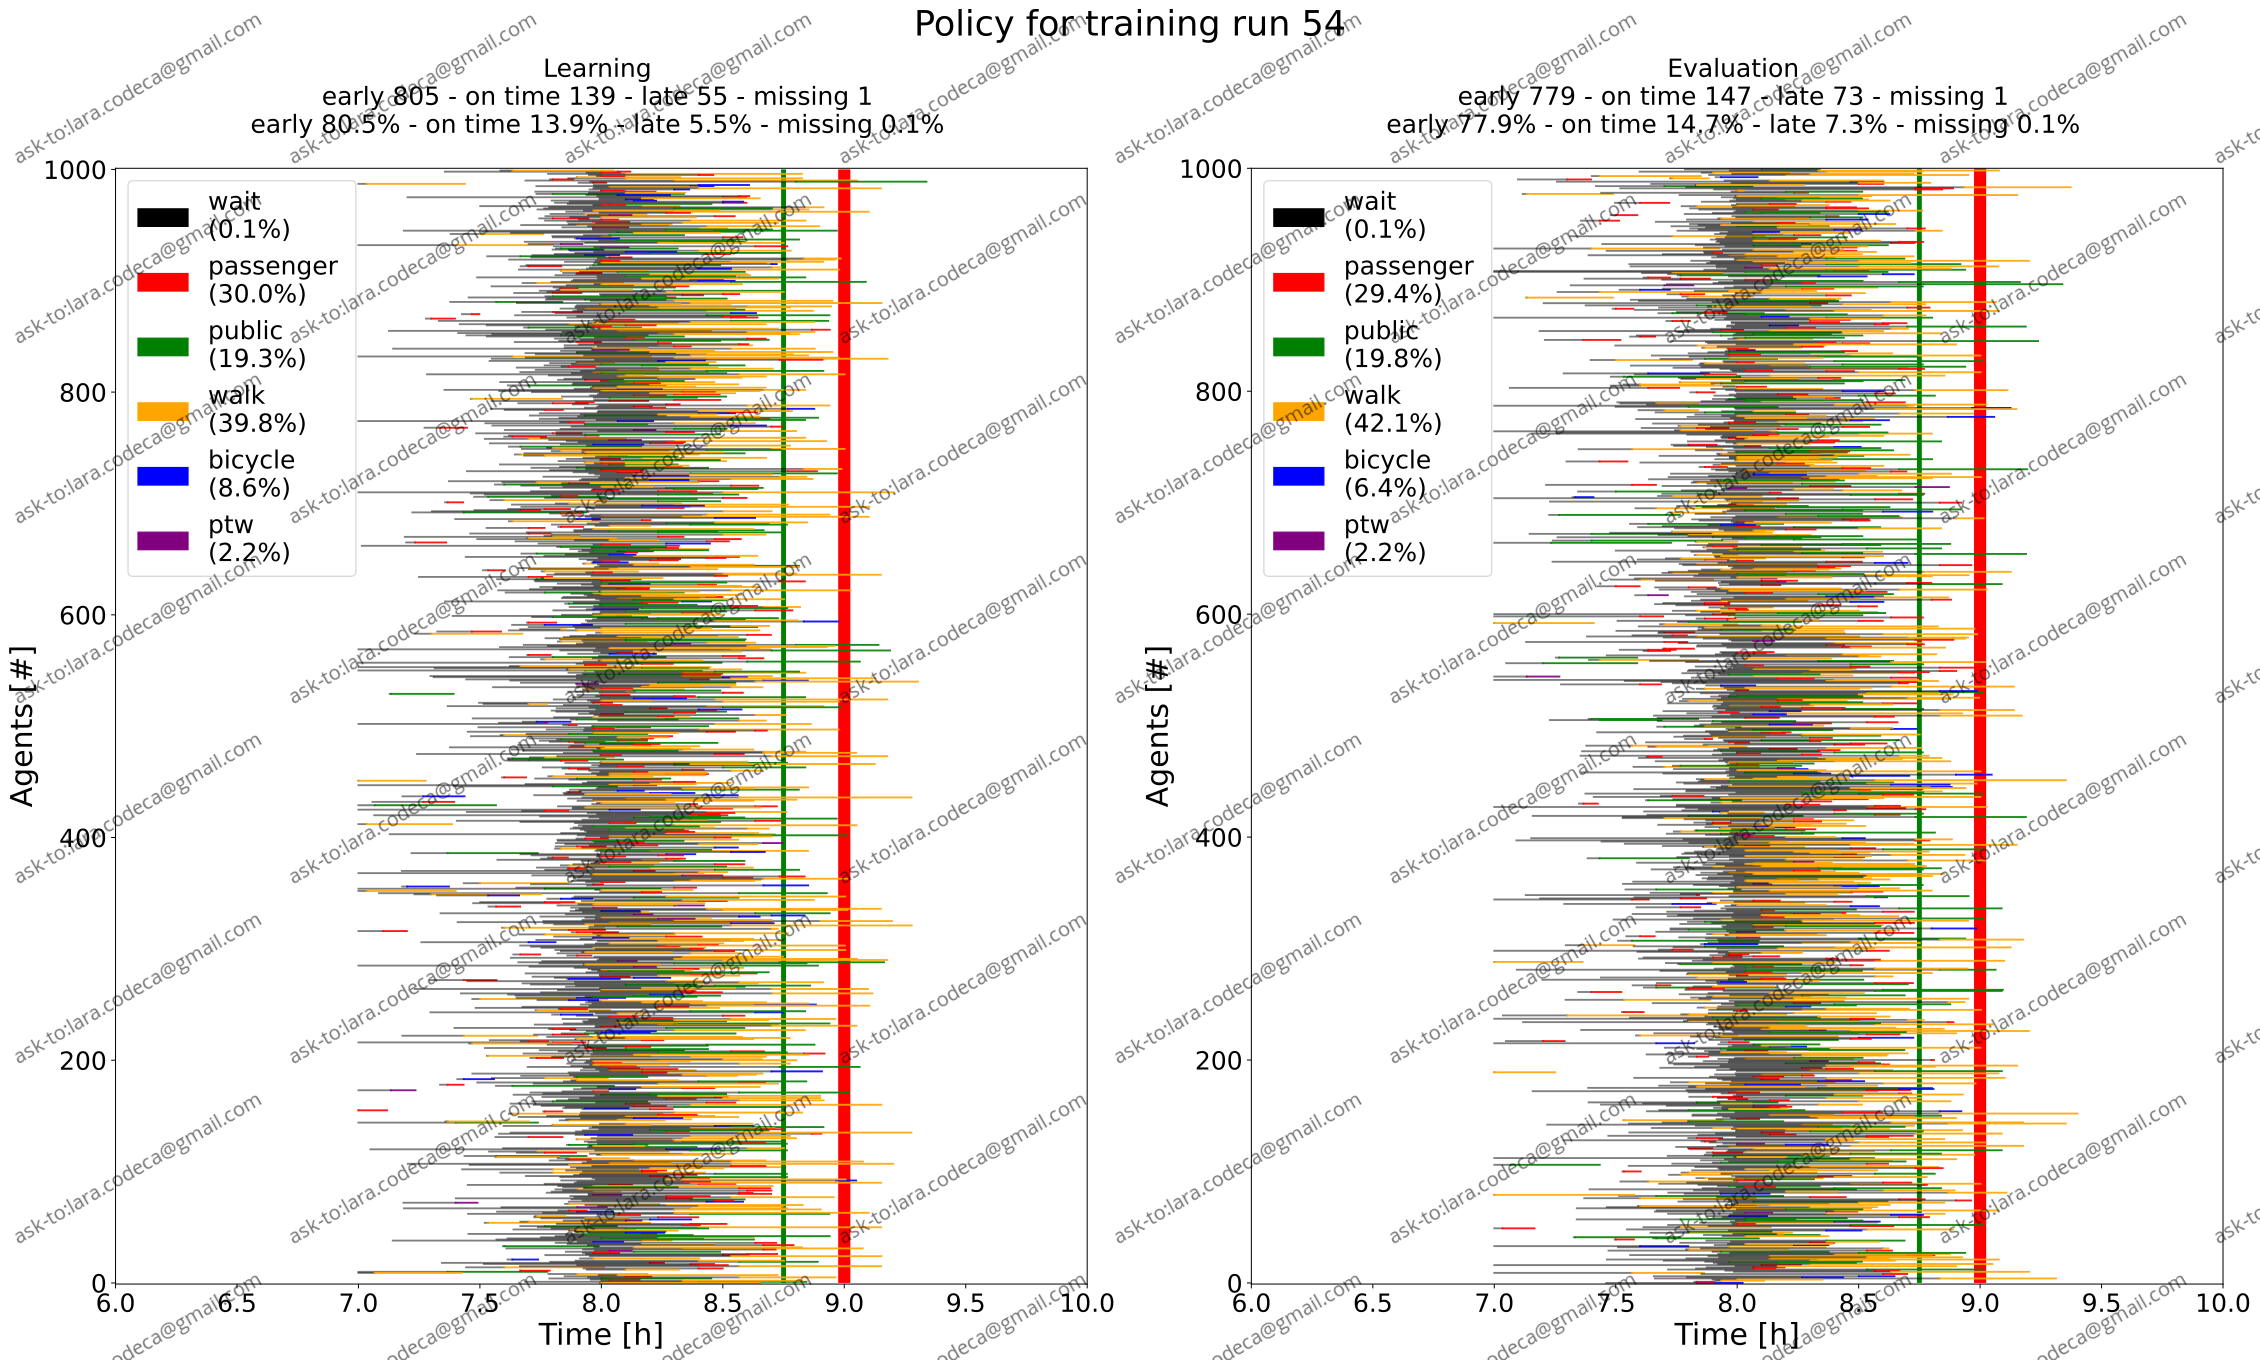 Policy for training run 54
Learning
early 805 - on time 139 - late 55 - missing 1
early 80.5% - on time 13.9% - late 5.5% - missing 0.1%
1000
800
600
400
200
0
Agents [#]
wait
(0.1%)
passenger
(30.0%)
public
(19.3%)
walk
(39.8%)
bicycle
(8.6%)
ptw
(2.2%)
6.0 6.5 7.0 7.5 8.0 8.5 9.0 9.5 10.0
Time [h]
Evaluation
early 779 - on time 147 - late 73 - missing 1
early 77.9% - on time 14.7% - late 7.3% - missing 0.1%
1000
800
600
400
200
0
Agents [#]
wait
(0.1%)
passenger
(29.4%)
public
(19.8%)
walk
(42.1%)
bicycle
(6.4%)
ptw
(2.2%)
6.0 6.5 7.0 7.5 8.0 8.5 9.0 9.5 10.0
Time [h]
ask-to:lara.codeca@gmail.com